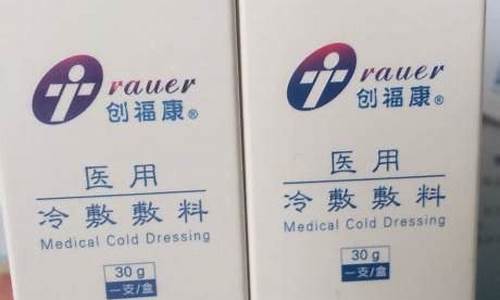 rauer
创福康®
医用
冷敷敷料
Medical Cold Dressing
30g
一支/盒
rauer
创福康®
医用
冷敷敷料
Medical Cold Dressing
30g
一支/盒